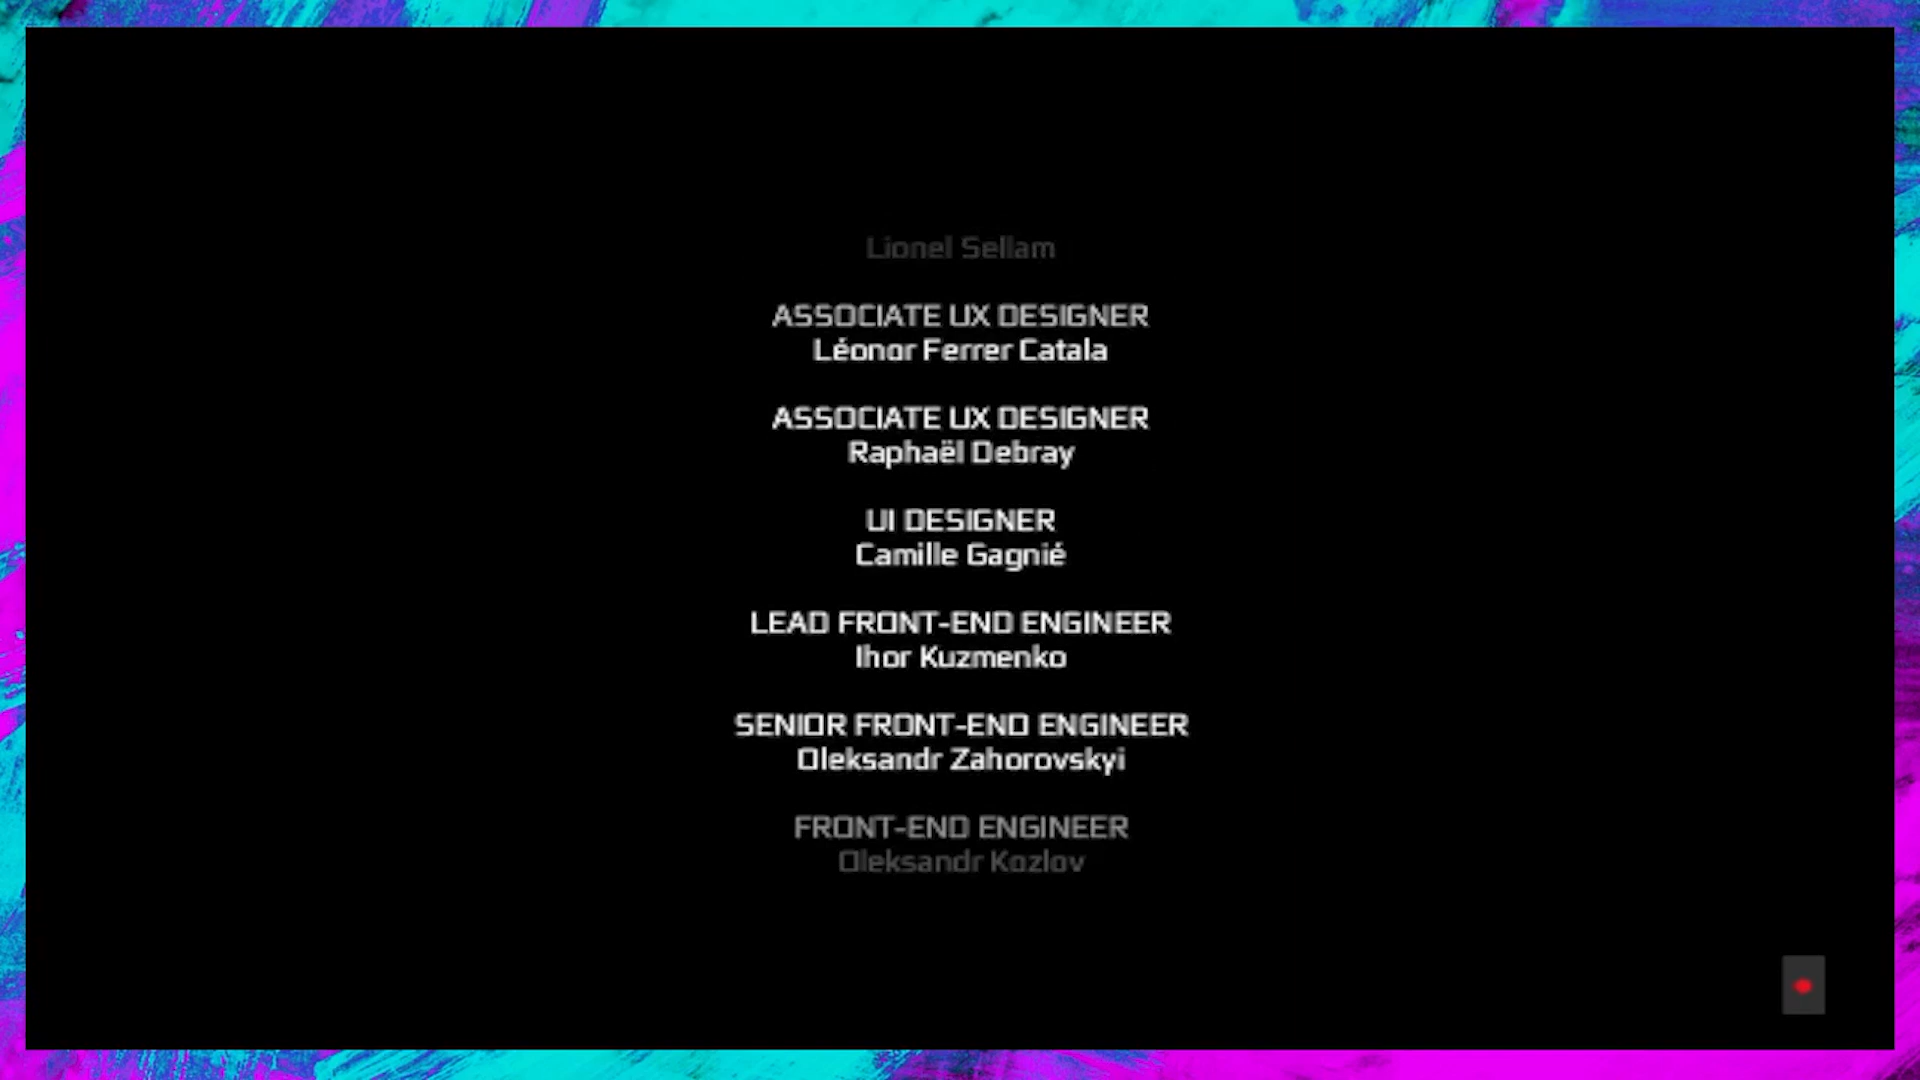 Lionel Sellam
ASSOCIATE UX DESIGNER
Léonor Ferrer Catala
ASSOCIATE UX DESIGNER
Raphaël Debray
UI DESIGNER
Camille Gagnié
LEAD FRONT-END ENGINEER
Ihor Kuzmenko
SENIOR FRONT-END ENGINEER
Oleksandr Zahorovskyi
FRONT-END ENGINEER
Oleksandr Kozlov